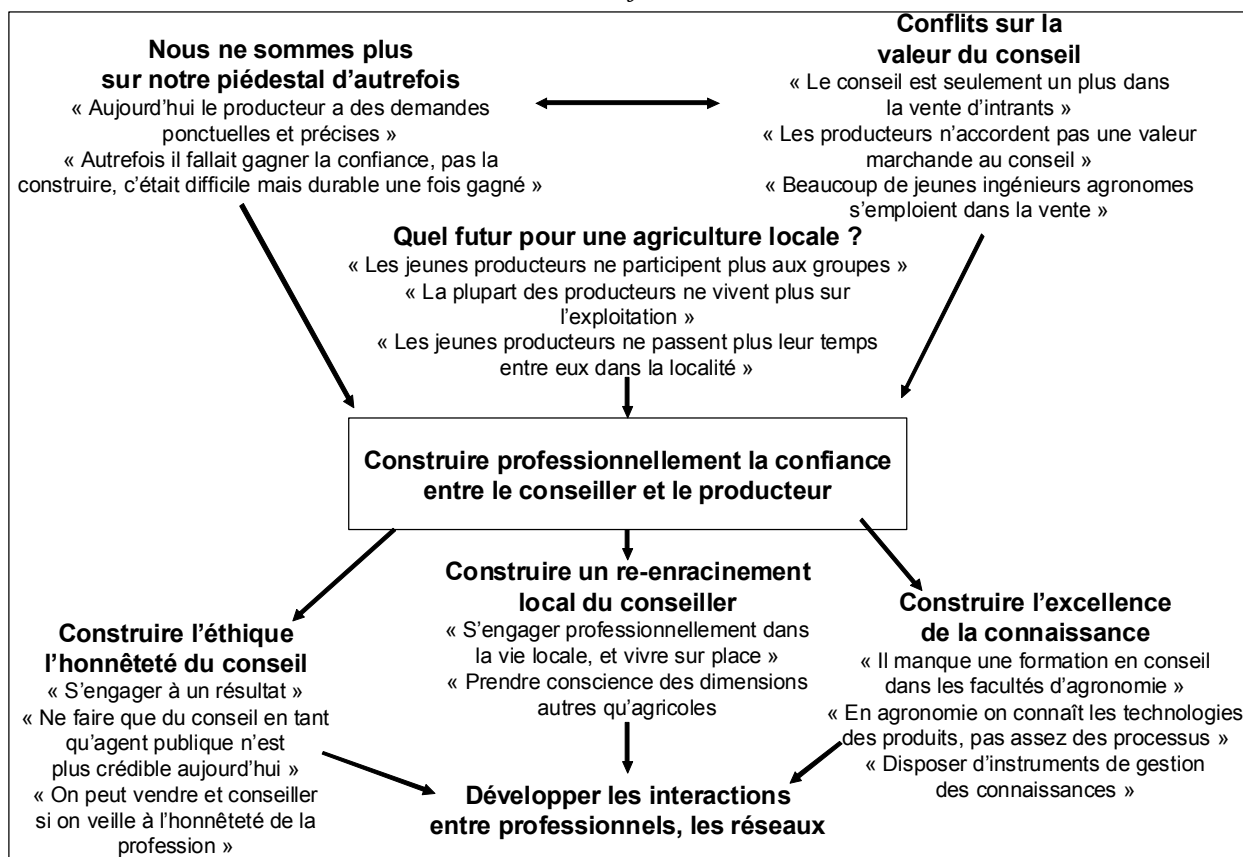 Nous ne sommes plus
sur notre piédestal d'autrefois
« Aujourd'hui le producteur a des demandes
ponctuelles et précises »
« Autrefois il fallait gagner la confiance, pas la
construire, c'était difficile mais durable une fois gagné »
Conflits sur la
valeur du conseil
« Le conseil est seulement un plus dans
la vente d'intrants »
« Les producteurs n'accordent pas une valeur
marchande au conseil »
« Beaucoup de jeunes ingénieurs agronomes
s'emploient dans la vente »
Quel futur pour une agriculture locale ?
« Les jeunes producteurs ne participent plus aux groupes »
« La plupart des producteurs ne vivent plus sur
l'exploitation »
« Les jeunes producteurs ne passent plus leur temps
entre eux dans la localité »
Construire professionnellement la confiance
entre le conseiller et le producteur
Construire l'éthique
l'honnêteté du conseil
« S'engager à un résultat »
« Ne faire que du conseil en tant
qu'agent publique n'est
plus crédible aujourd'hui »
« On peut vendre et conseiller
si on veille à l'honnêteté de la
profession »
Construire un re-enracinement
local du conseiller
« S'engager professionnellement dans
la vie locale, et vivre sur place »
« Prendre conscience des dimensions
autres qu'agricoles
Construire l'excellence
de la connaissance
« Il manque une formation en conseil
dans les facultés d'agronomie »
« En agronomie on connaît les technologies
des produits, pas assez des processus »
« Disposer d'instruments de gestion
des connaissances »
Développer les interactions
entre professionnels, les réseaux